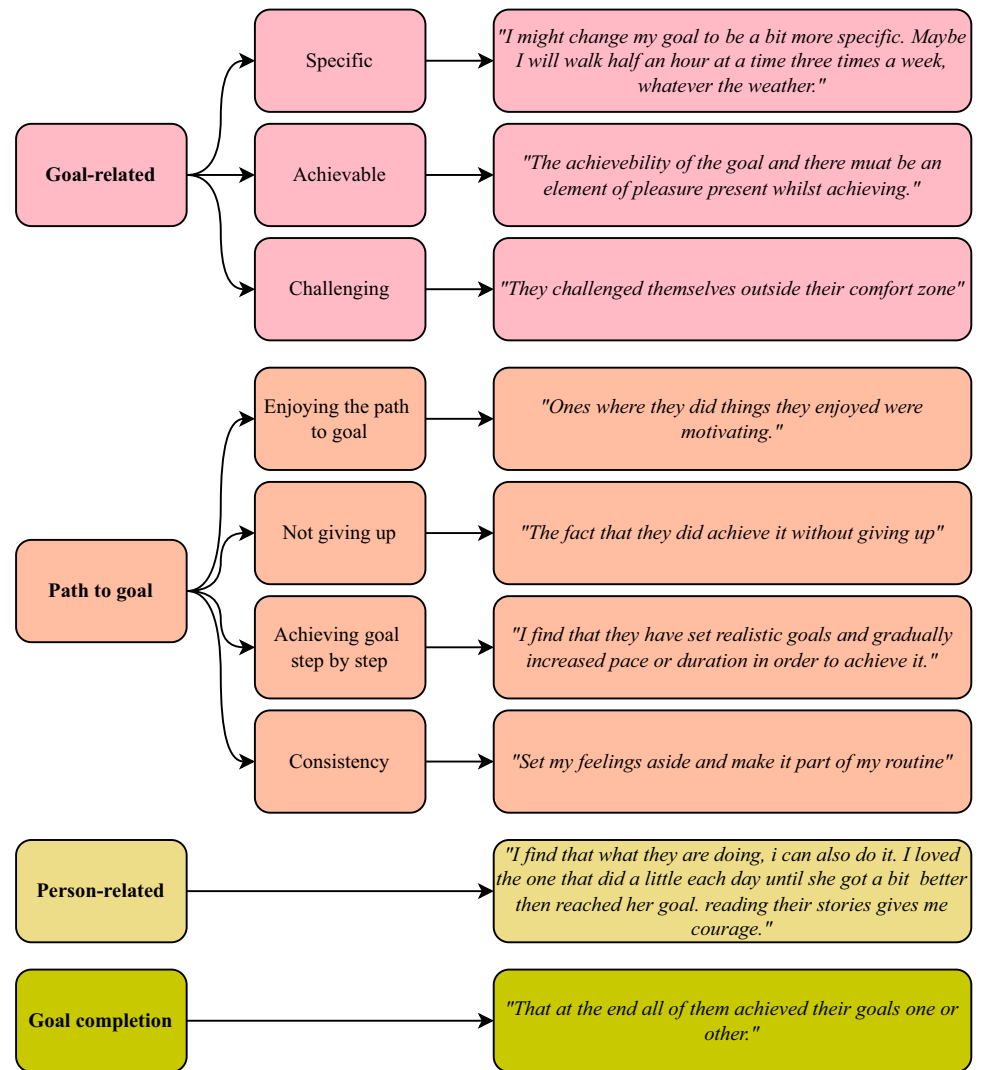 Goal-related
Specific
"I might change my goal to be a bit more specific. Maybe
I will walk half an hour at a time three times a week,
whatever the weather."
Achievable
"The achievebility of the goal and there muat be an
element of pleasure present whilst achieving."
Challenging
"They challenged themselves outside their comfort zone"
Path to goal
Enjoying the path
to goal
"Ones where they did things they enjoyed were
motivating."
Not giving up
"The fact that they did achieve it without giving up"
Achieving goal
step by step
"I find that they have set realistic goals and gradually
increased pace or duration in order to achieve it."
Consistency
"Set my feelings aside and make it part of my routine"
Person-related
"I find that what they are doing, i can also do it. I loved
the one that did a little each day until she got a bit  better
then reached her goal. reading their stories gives me
courage."
Goal completion
"That at the end all of them achieved their goals one or
other."